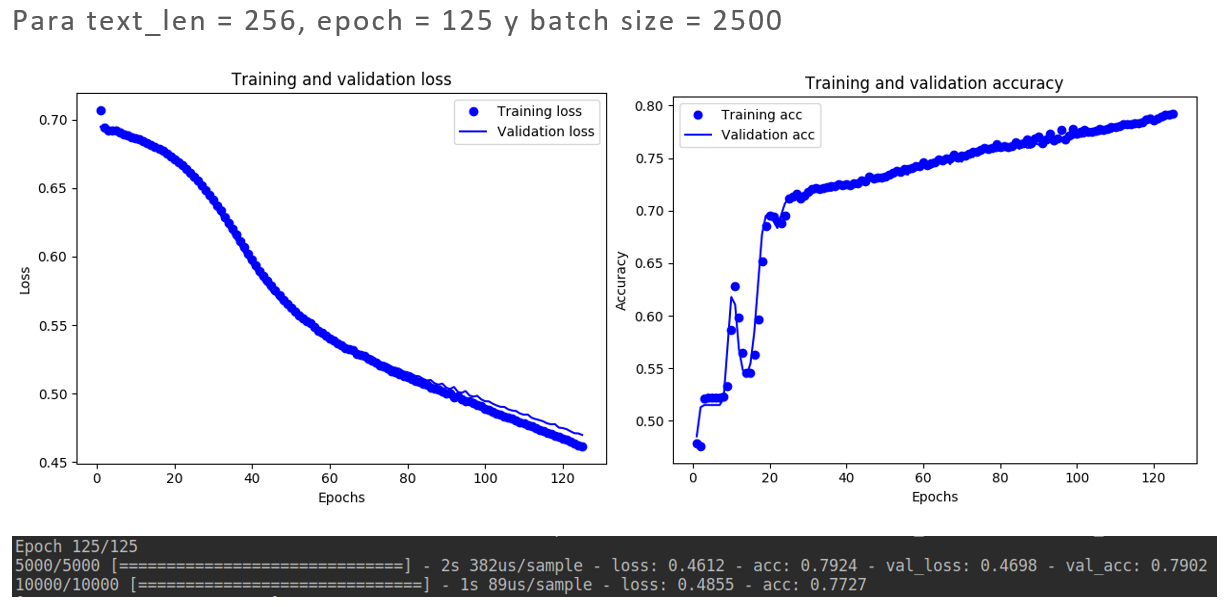 Para text_len = 256, epoch = 125 y batch size = 2500
Training and validation loss
Training loss
Validation loss
0.70
0.65
0.60
0.55
0.50
0.45
Loss
0 20 40 60 80 100 120
Epochs
Training and validation accuracy
Training acc
Validation acc
0.80
0.75
0.70
0.65
0.60
0.55
0.50
Accuracy
0 20 40 60 80 100 120
Epochs
Epoch 125/125
5000/5000 [==============================] - 2s 382us/sample - loss: 0.4612 - acc: 0.7924 - val_loss: 0.4698 - val_acc: 0.7902
10000/10000 [==============================] - 1s 89us/sample - loss: 0.4855 - acc: 0.7727